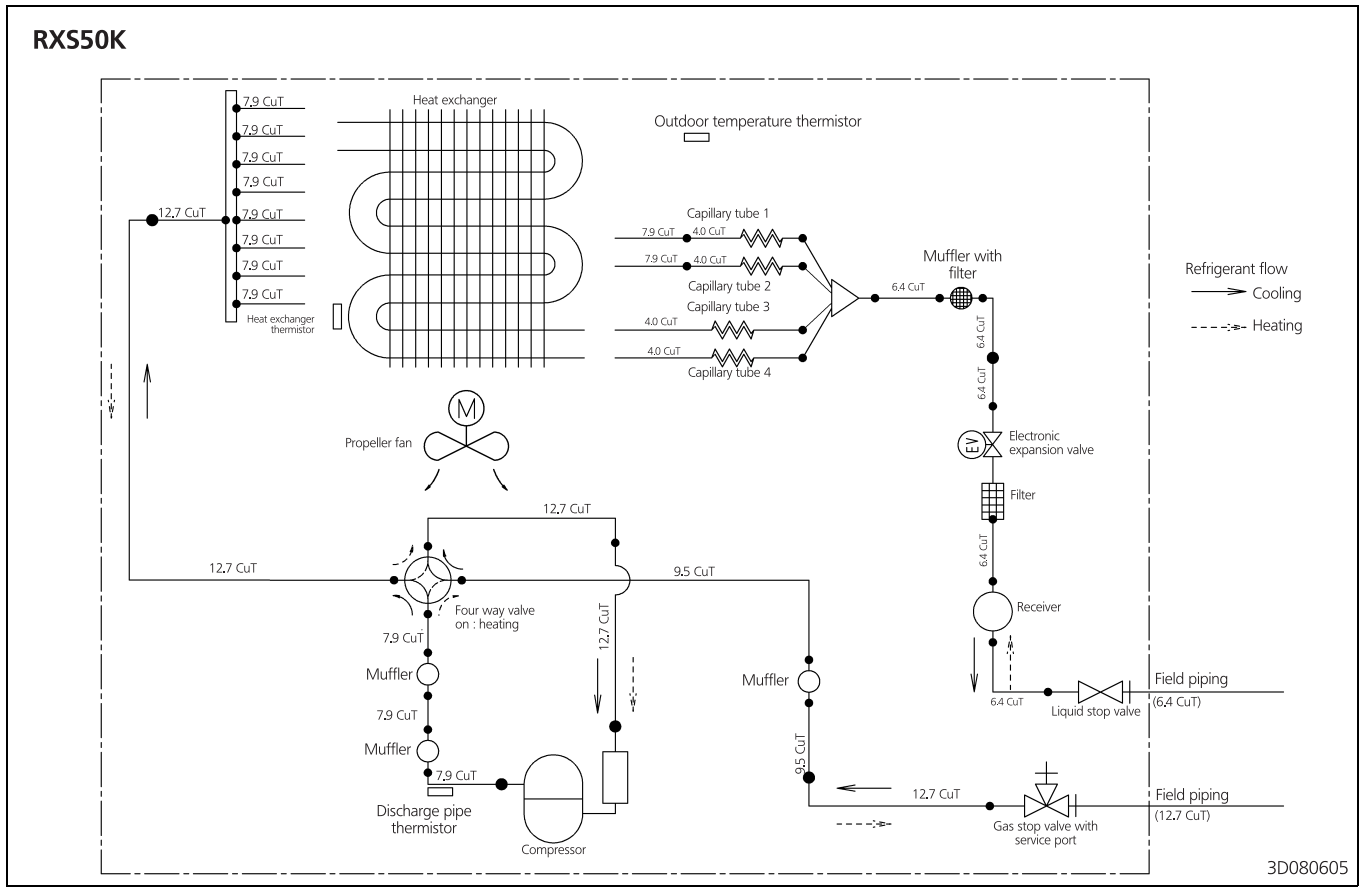 RXS50K
7.9 CuT
7.9 CuT
7.9 CuT
7.9 CuT
7.9 CuT
7.9 CuT
7.9 CuT
7.9 CuT
12.7 CuT
Heat exchanger
thermistor
Heat exchanger
Outdoor temperature thermistor
Capillary tube 1
7.9 CuT
4.0 CuT
7.9 CuT
4.0 CuT
Capillary tube 2
Capillary tube 3
4.0 CuT
4.0 CuT
Capillary tube 4
6.4 CuT
Muffler with
filter
6.4 CuT
6.4 CuT
Refrigerant flow
Cooling
Heating
M
Propeller fan
EV
Electronic
expansion valve
Filter
6.4 CuT
Receiver
12.7 CuT
12.7 CuT
9.5 CuT
Four way valve
on : heating
12.7 CuT
7.9 CuT
Muffler
7.9 CuT
Muffler
7.9 CuT
Discharge pipe
thermistor
Compressor
Muffler
9.5 CuT
6.4 CuT
Liquid stop valve
Field piping
(6.4 CuT)
12.7 CuT
Gas stop valve with
service port
Field piping
(12.7 CuT)
3D080605